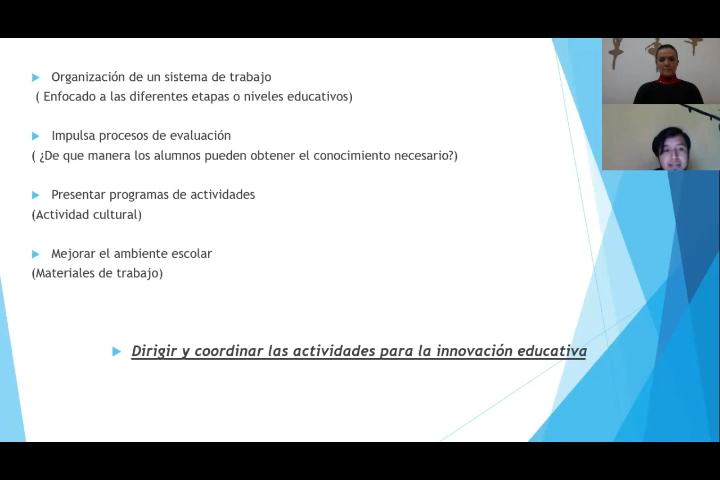 Organización de un sistema de trabajo
( Enfocado a las diferentes etapas o niveles educativos)
Impulsa procesos de evaluación
( ¿De que manera los alumnos pueden obtener el conocimiento necesario?)
Presentar programas de actividades
(Actividad cultural)
Mejorar el ambiente escolar
(Materiales de trabajo)
Dirigir y coordinar las actividades para la innovación educativa